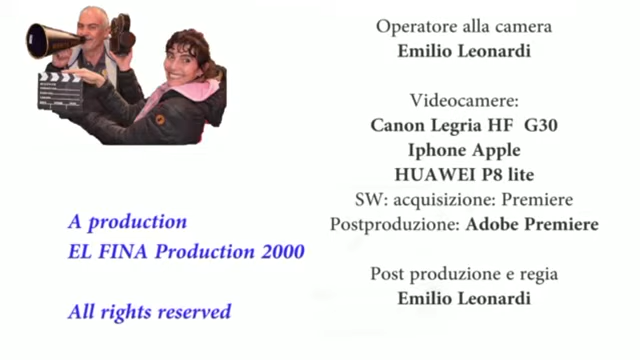 Operatore alla camera
Emilio Leonardi
Videocamere:
Canon Legria HF G30
Iphone Apple
HUAWEI P8 lite
SW: acquisizione: Premiere
Postproduzione: Adobe Premiere
Post produzione e regia
Emilio Leonardi
A production
EL FINA Production 2000
All rights reserved